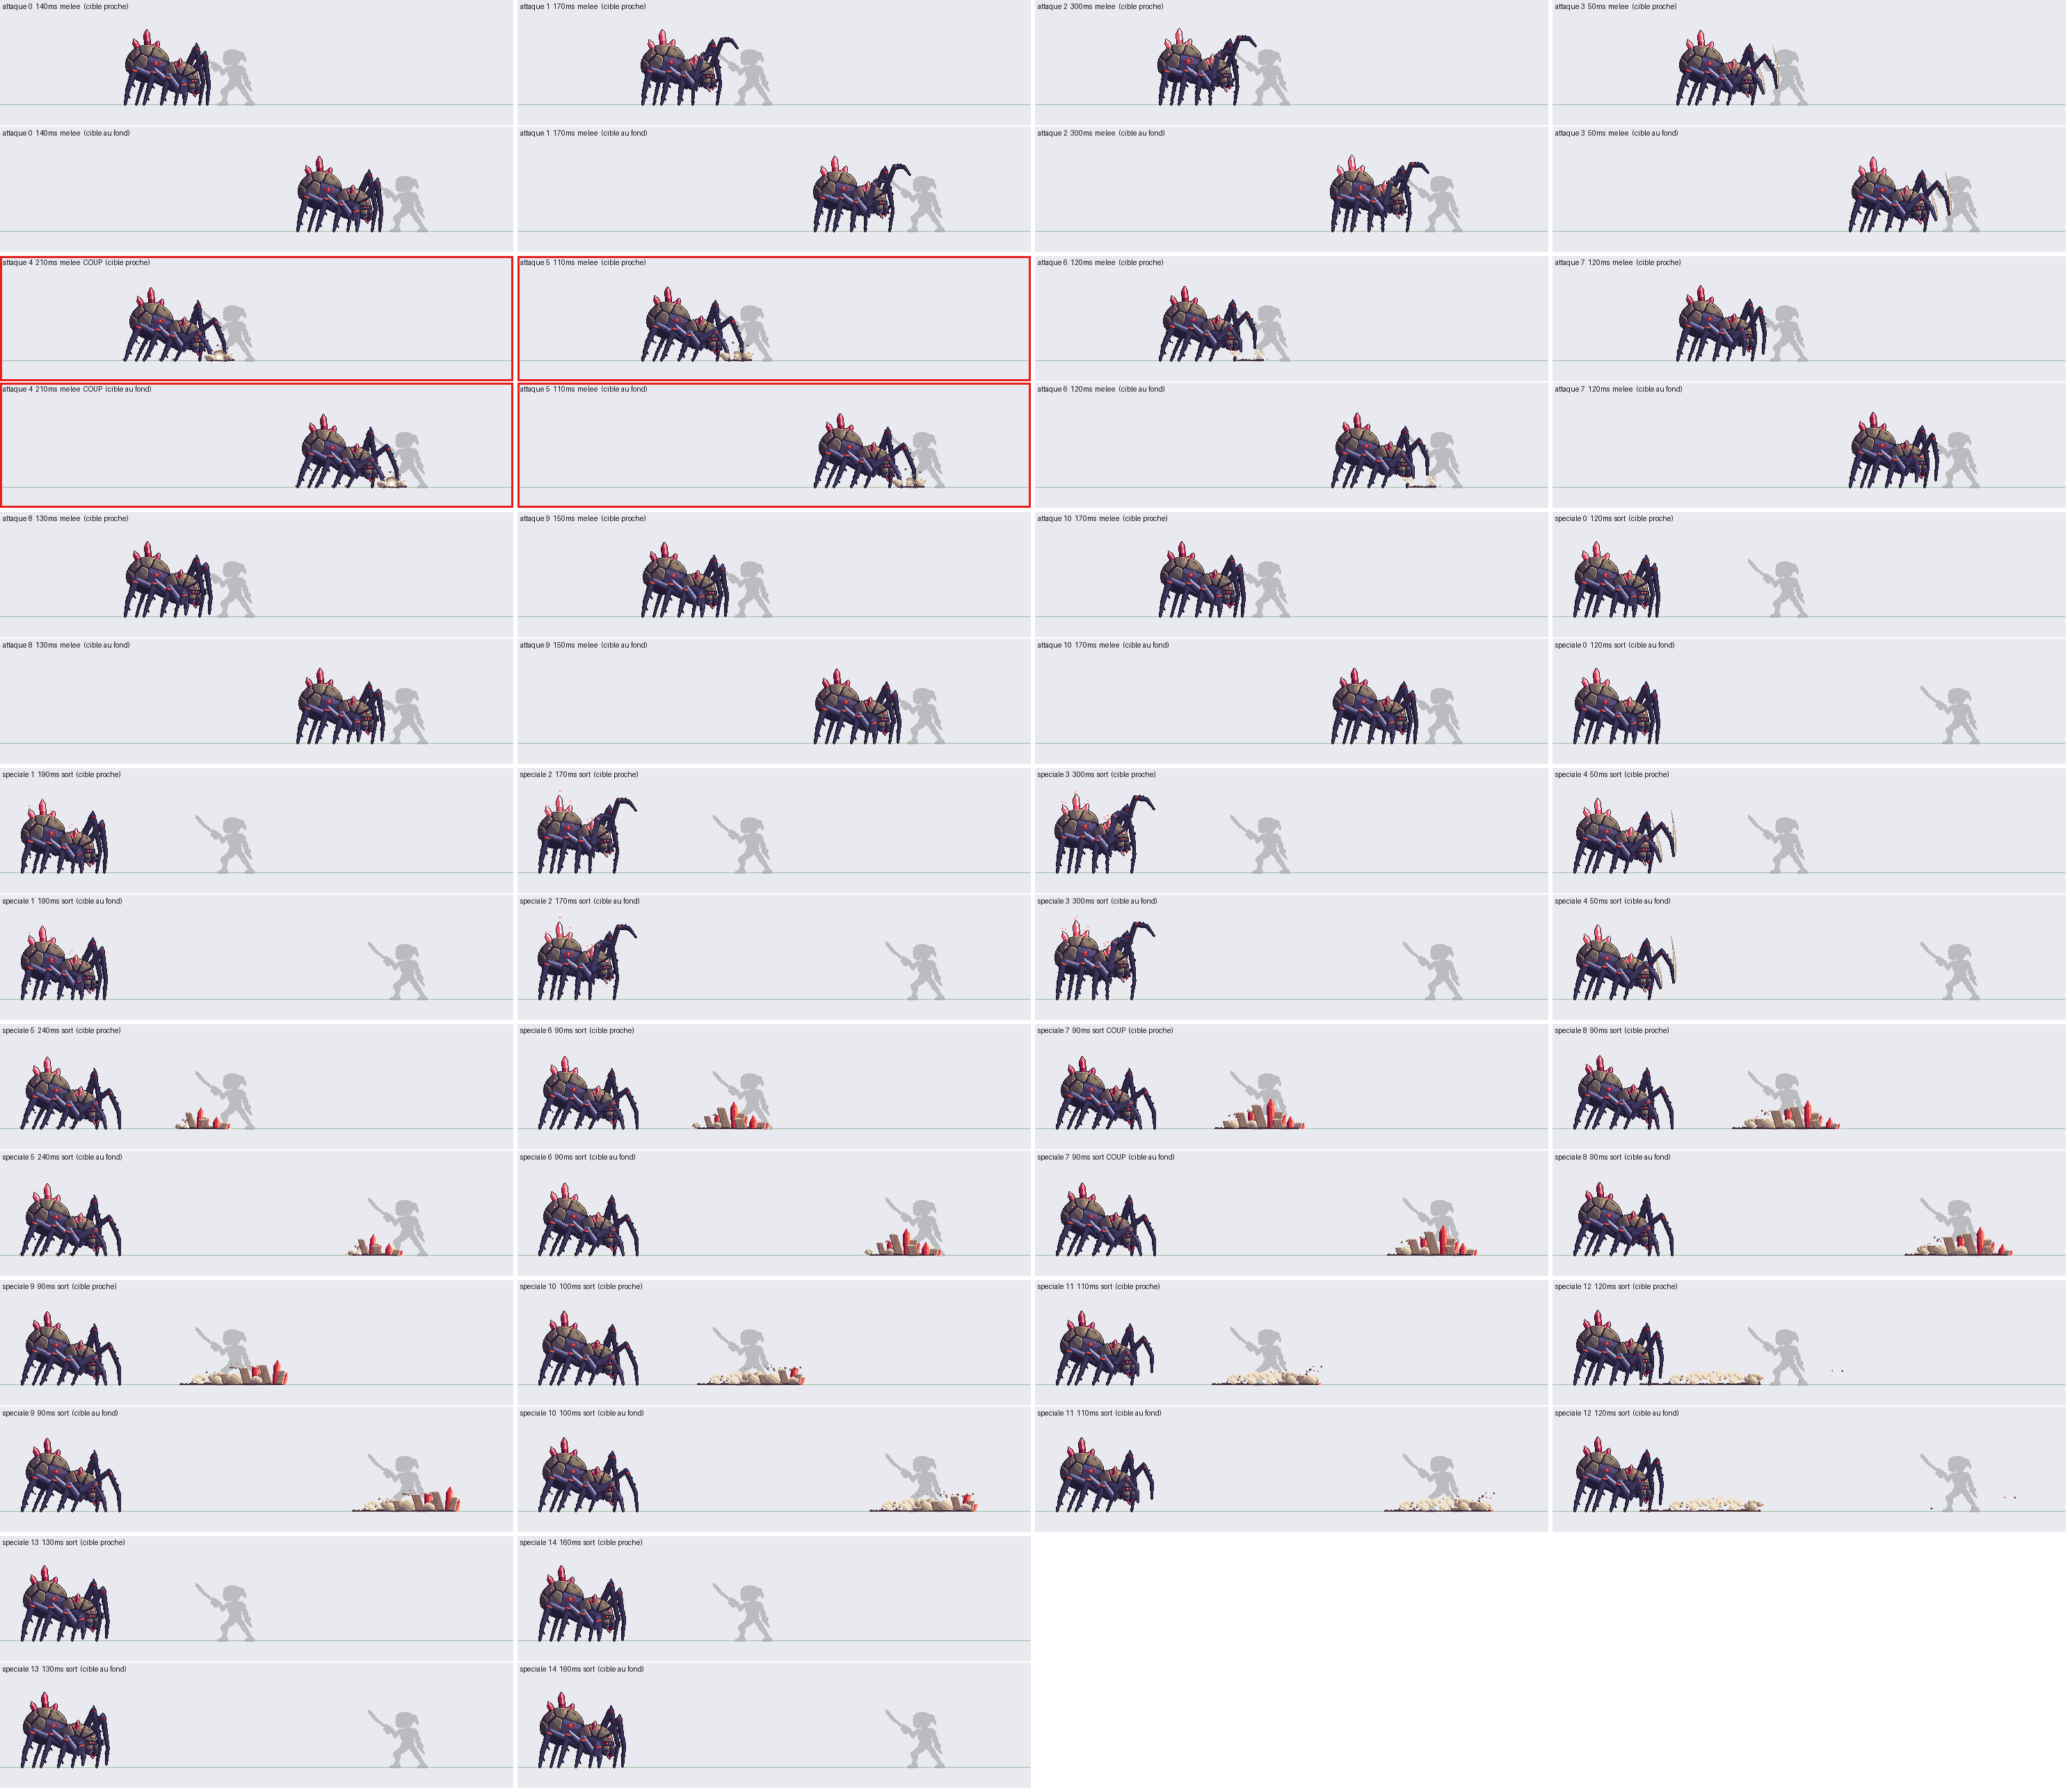 attaque 0 140ms melee (cible proche)
attaque 1 170ms melee (cible proche)
attaque 2 300ms melee (cible proche)
attaque 3 50ms melee (cible proche)
attaque 0 140ms melee (cible au fond)
attaque 1 170ms melee (cible au fond)
attaque 2 300ms melee (cible au fond)
attaque 3 50ms melee (cible au fond)
attaque 4 210ms melee COUP (cible proche)
attaque 5 110ms melee (cible proche)
attaque 6 120ms melee (cible proche)
attaque 7 120ms melee (cible proche)
attaque 4 210ms melee COUP (cible au fond)
attaque 5 110ms melee (cible au fond)
attaque 6 120ms melee (cible au fond)
attaque 7 120ms melee (cible au fond)
attaque 8 130ms melee (cible proche)
attaque 9 150ms melee (cible proche)
attaque 10 170ms melee (cible proche)
speciale 0 120ms sort (cible proche)
attaque 8 130ms melee (cible au fond)
attaque 9 150ms melee (cible au fond)
attaque 10 170ms melee (cible au fond)
speciale 0 120ms sort (cible au fond)
speciale 1 190ms sort (cible proche)
speciale 2 170ms sort (cible proche)
speciale 3 300ms sort (cible proche)
speciale 4 50ms sort (cible proche)
speciale 1 190ms sort (cible au fond)
speciale 2 170ms sort (cible au fond)
speciale 3 300ms sort (cible au fond)
speciale 4 50ms sort (cible au fond)
speciale 5 240ms sort (cible proche)
speciale 6 90ms sort (cible proche)
speciale 7 90ms sort COUP (cible proche)
speciale 8 90ms sort (cible proche)
speciale 5 240ms sort (cible au fond)
speciale 6 90ms sort (cible au fond)
speciale 7 90ms sort COUP (cible au fond)
speciale 8 90ms sort (cible au fond)
speciale 9 90ms sort (cible proche)
speciale 10 100ms sort (cible proche)
speciale 11 110ms sort (cible proche)
speciale 12 120ms sort (cible proche)
speciale 9 90ms sort (cible au fond)
speciale 10 100ms sort (cible au fond)
speciale 11 110ms sort (cible au fond)
speciale 12 120ms sort (cible au fond)
speciale 13 130ms sort (cible proche)
speciale 14 160ms sort (cible proche)
speciale 13 130ms sort (cible au fond)
speciale 14 160ms sort (cible au fond)